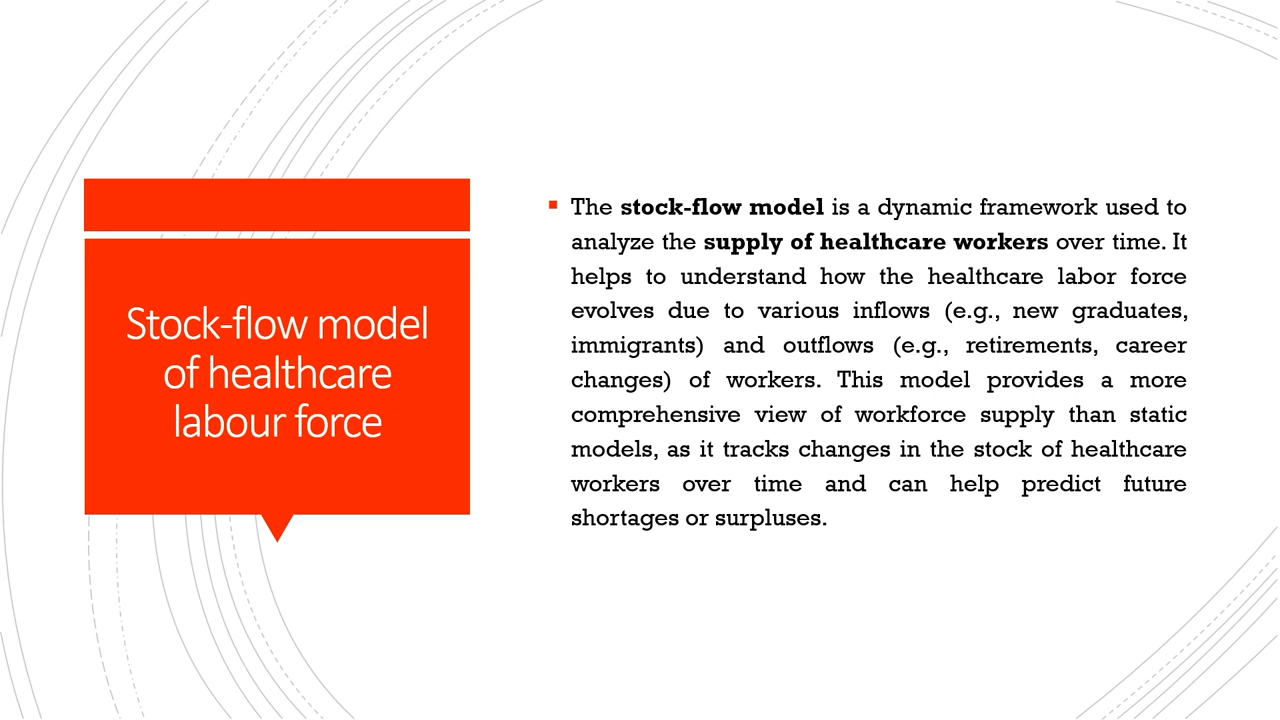 Stock-flow model
of healthcare
labour force
The stock-flow model is a dynamic framework used to
analyze the supply of healthcare workers over time. It
helps to understand how the healthcare labor force
evolves due to various inflows (e.g., new graduates,
immigrants) and outflows (e.g., retirements, career
changes) of workers. This model provides a more
comprehensive view of workforce supply than static
models, as it tracks changes in the stock of healthcare
workers over time and can help predict future
shortages or surpluses.